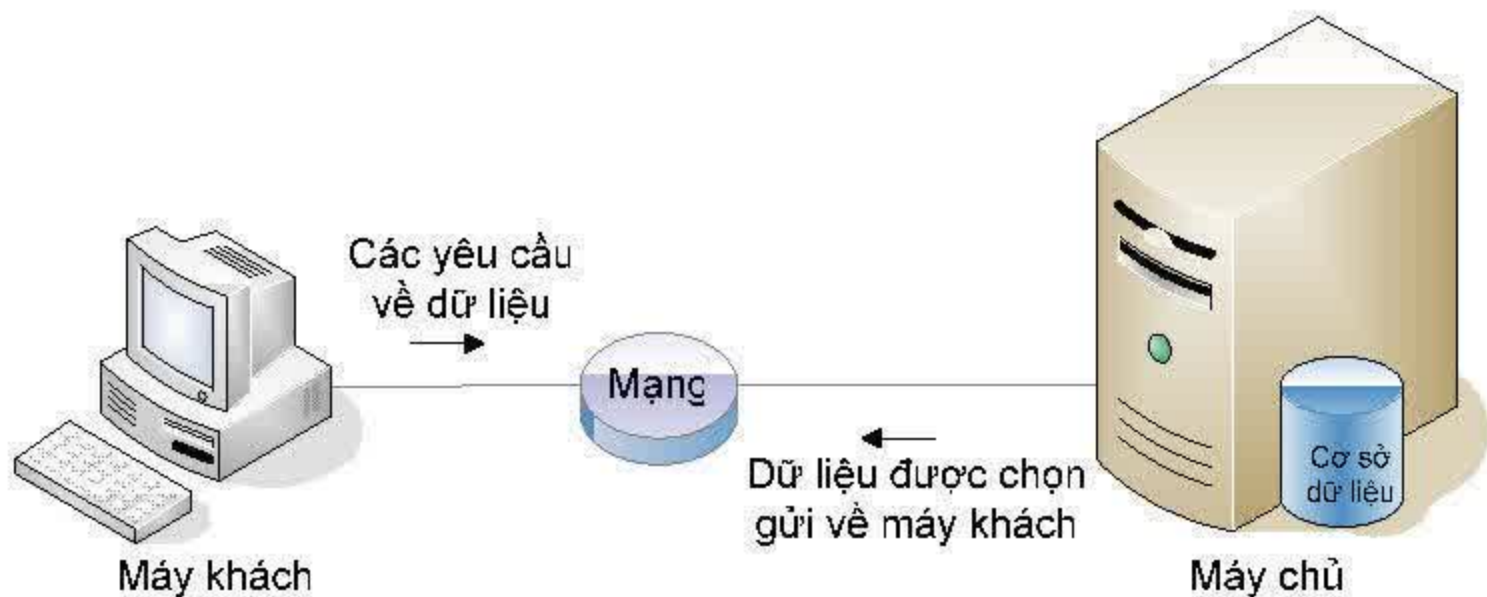 Các yêu cầu
về dữ liệu
Mạng
Dữ liệu được chọn
gửi về máy khách
Cơ sở
dữ liệu
Máy khách
Máy chủ